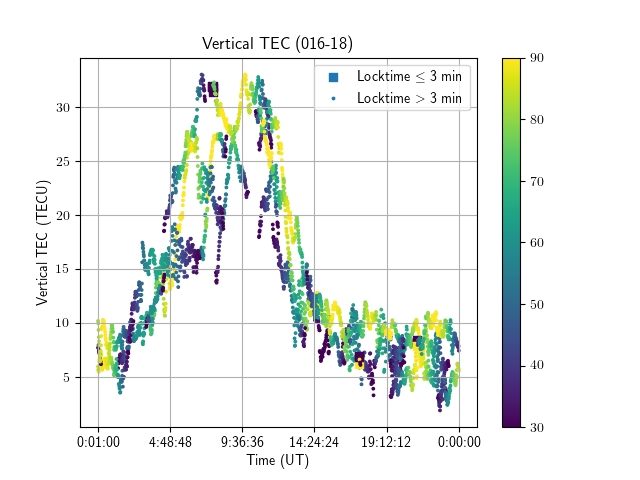 Vertical TEC (016-18)
Locktime ≤ 3 min
Locktime > 3 min
Vertical TEC (TECU)
30
25
20
15
10
5
0:01:00 4:48:48 9:36:36 14:24:24 19:12:12 0:00:00
Time (UT)
90
80
70
60
50
40
30